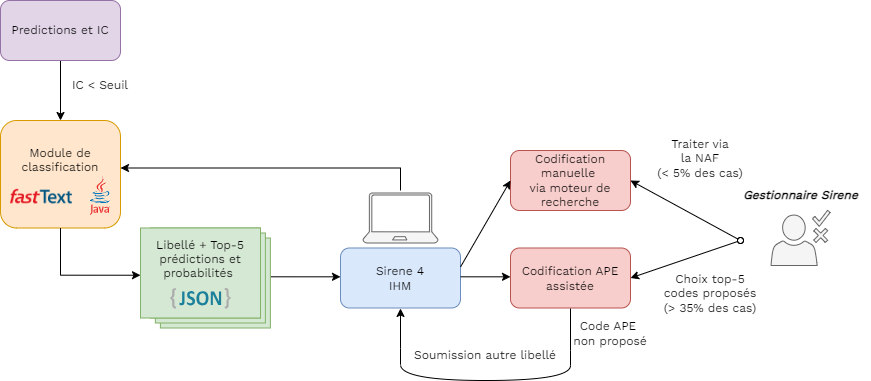 Predictions et IC
IC < Seuil
Module de
classification
fastText
Java
Libellé + Top-5
prédictions et
probabilités
{JSON}
Sirene 4
IHM
Codification
manuelle
via moteur de
recherche
Codification APE
assistée
Traiter via
la NAF
(< 5% des cas)
Gestionnaire Sirene
Choix top-5
codes proposés
(> 35% des cas)
Code APE
non proposé
Soumission autre libellé